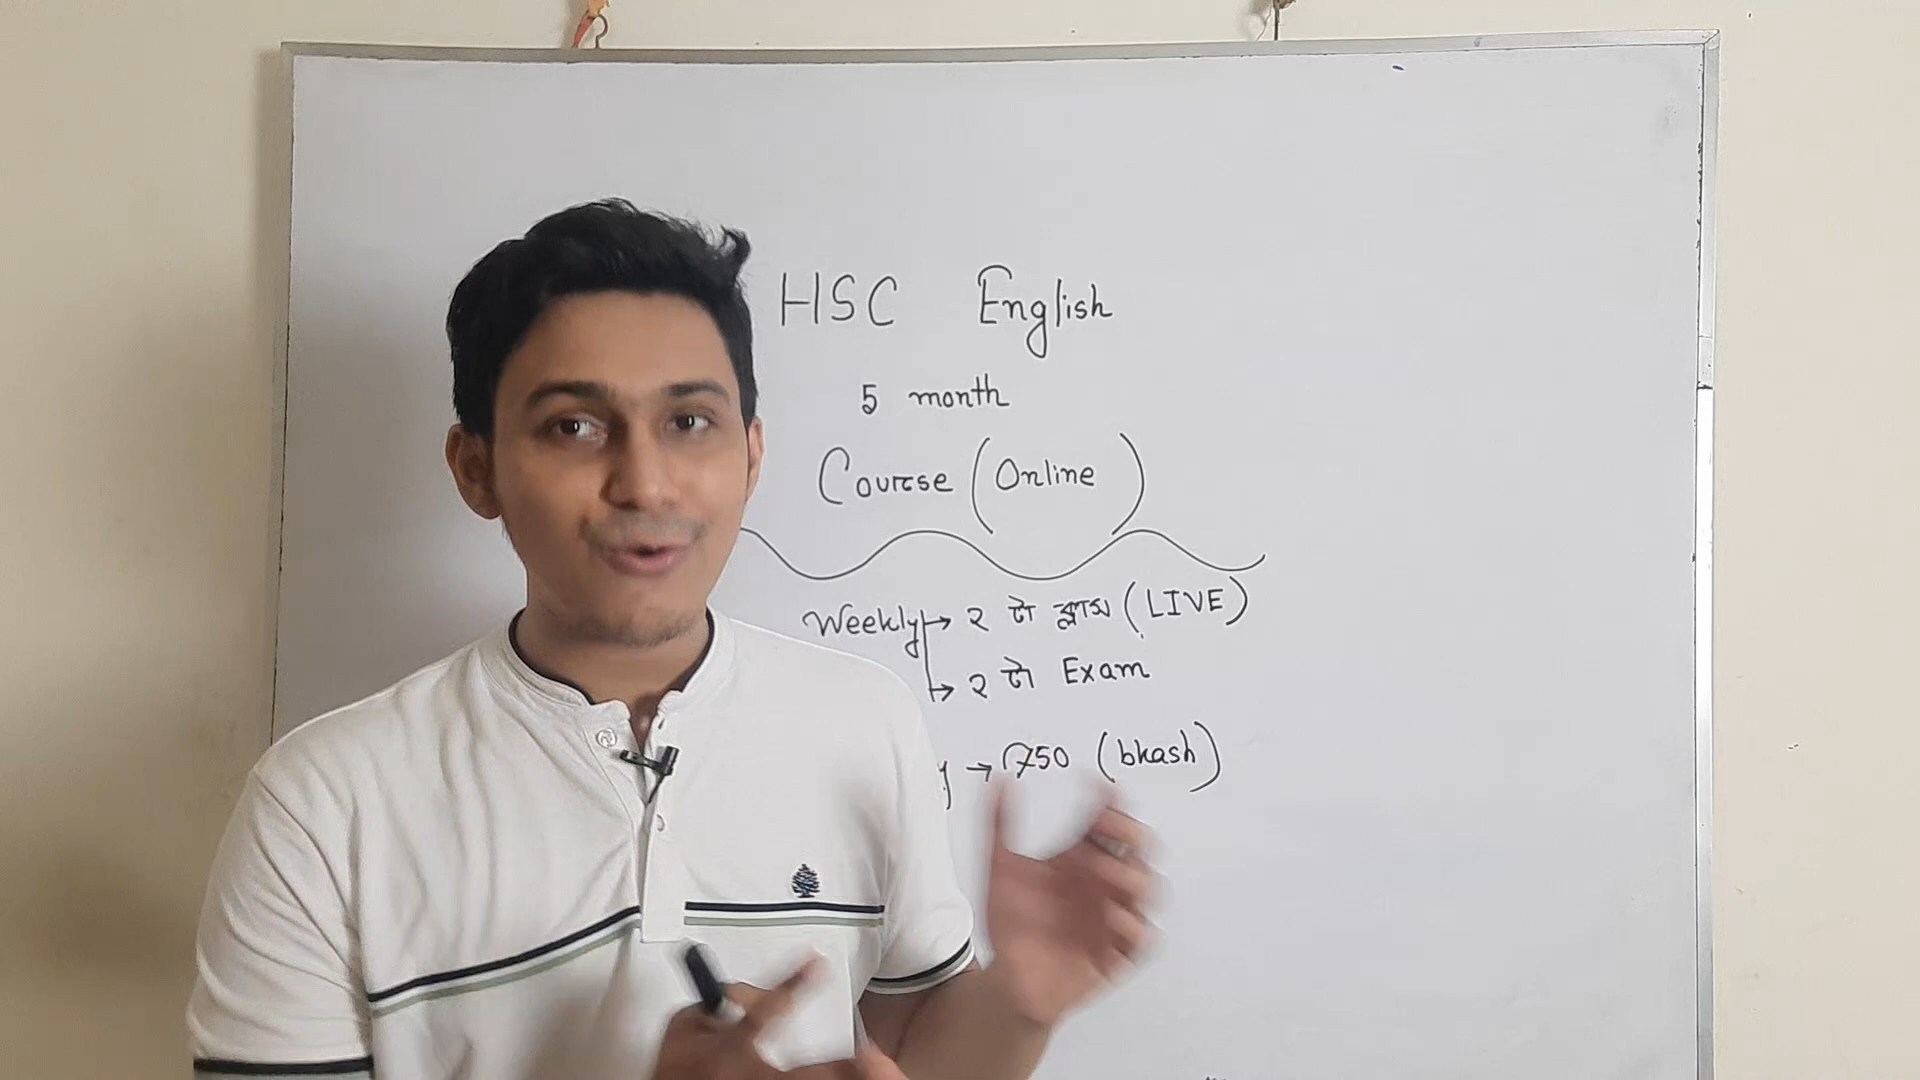 HSC English
5 month
Course (Online)
Weekly → ২ টা ক্লাস (LIVE)
→ ২ টা Exam
y → 750 (bkash)